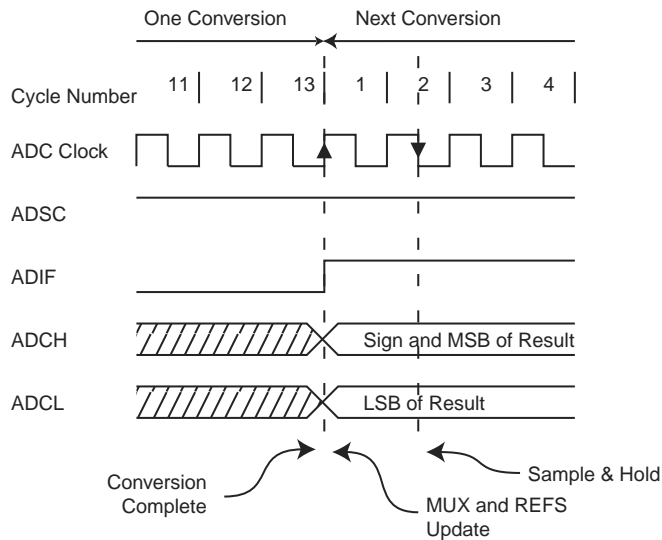 One Conversion
Next Conversion
Cycle Number 11 12 13 1 2 3 4
ADC Clock
ADSC
ADIF
ADCH Sign and MSB of Result
ADCL LSB of Result
Conversion
Complete
MUX and REFS
Update
Sample & Hold